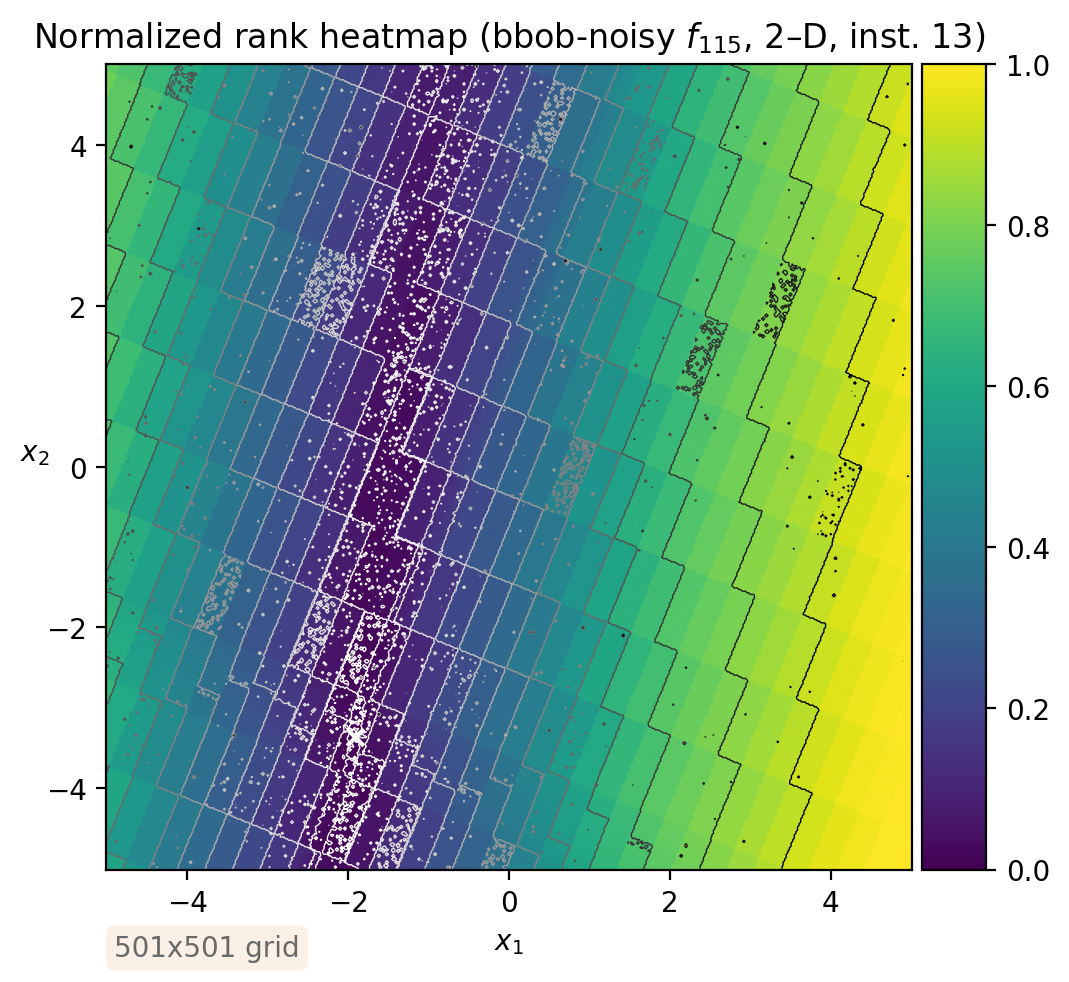 Normalized rank heatmap (bbob-noisy f₁₁₅, 2–D, inst. 13)
1.0
4
0.8
2
0.6
x₂
0
0.4
−2
0.2
−4
0.0
−4 −2 0 2 4
x₁
501x501 grid